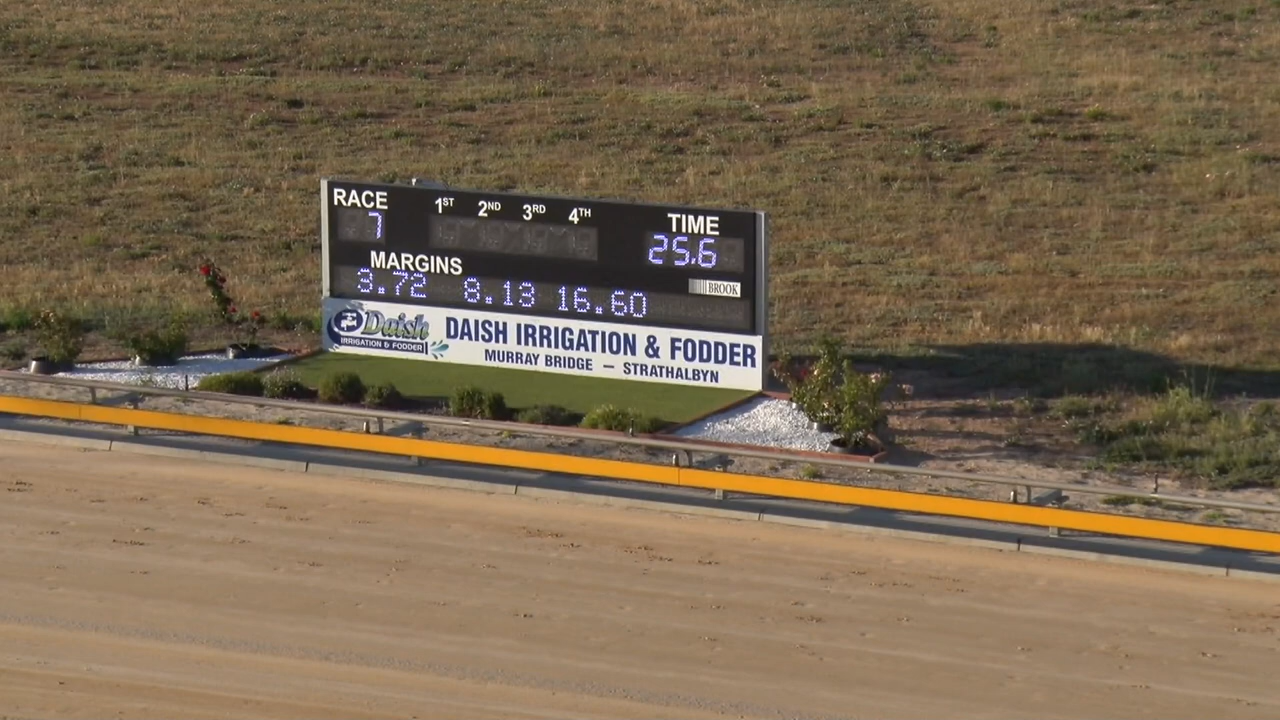 RACE 1ST 2ND 3RD 4TH TIME
7 25.6
MARGINS
3.72 8.13 16.60
BROOK
Daish
IRRIGATION & FODDER
DAISH IRRIGATION & FODDER
MURRAY BRIDGE — STRATHALBYN